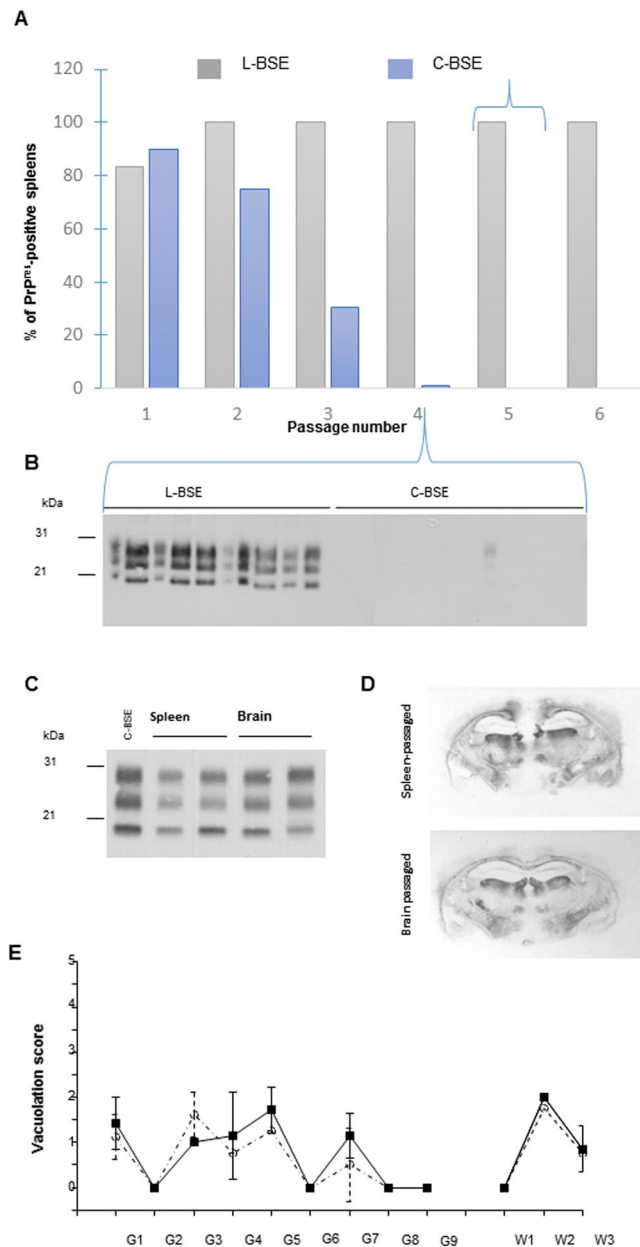 A
L-BSE C-BSE
% of PrPres-positive spleens
120
100
80
60
40
20
0
1 2 3 4 5 6
Passage number
B
L-BSE C-BSE
kDa
31
21
C
C-BSE Spleen Brain
kDa
31
21
D
Spleen-passaged
Brain passaged
E
Vacuolation score
5
4
3
2
1
0
G1 G2 G3 G4 G5 G6 G7 G8 G9 W1 W2 W3